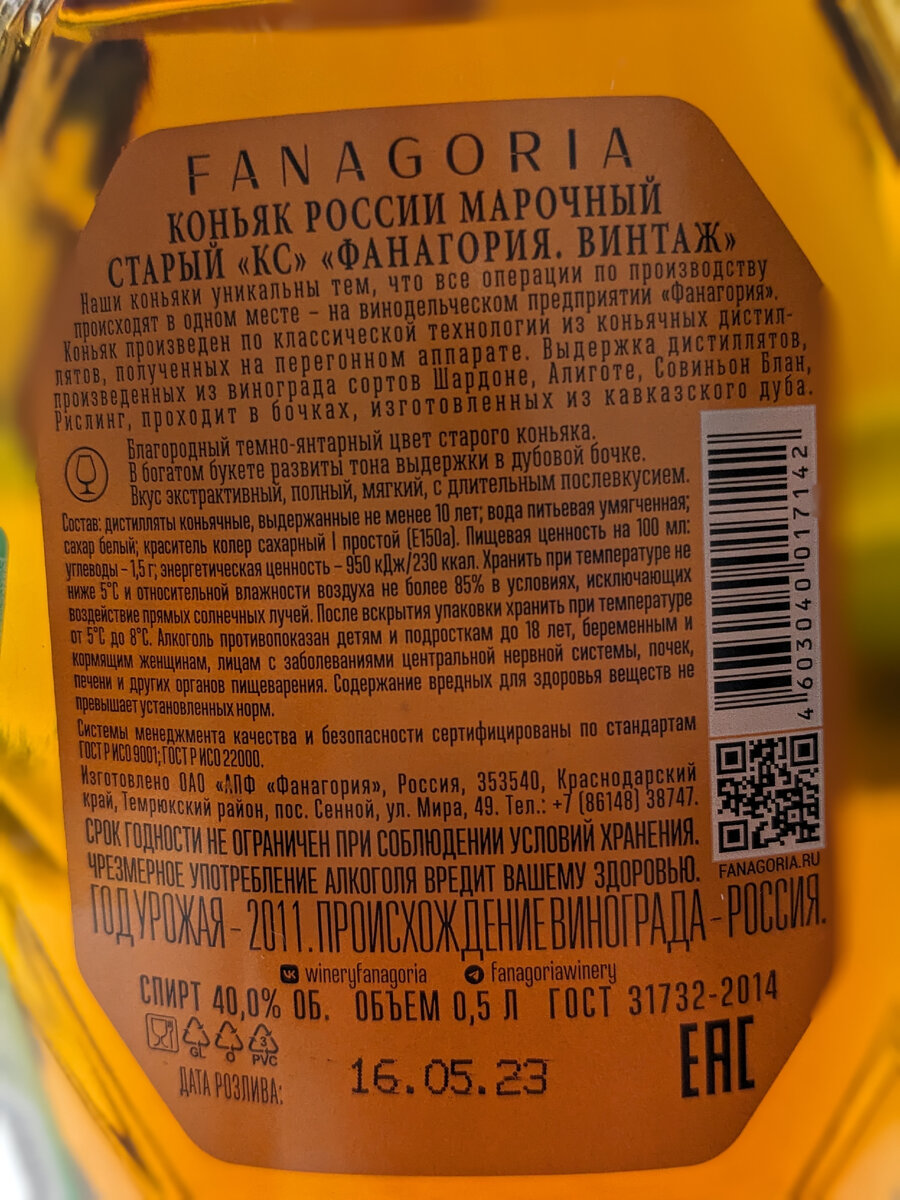 FANAGORIA
КОНЬЯК РОССИИ МАРОЧНЫЙ
СТАРЫЙ «КС» «ФАНАГОРИЯ. ВИНТАЖ»
Наши коньяки уникальны тем, что все операции по производству
происходят в одном месте – на винодельческом предприятии «Фанагория».
Коньяк произведен по классической технологии из коньячных дистил-
лятов, полученных на перегонном аппарате. Выдержка дистиллятов,
произведенных из винограда сортов Шардоне, Алиготе, Совиньон Блан,
Рислинг, проходит в бочках, изготовленных из кавказского дуба.
Благородный темно-янтарный цвет старого коньяка.
В богатом букете развиты тона выдержки в дубовой бочке.
Вкус экстрактивный, полный, мягкий, с длительным послевкусием.
Состав: дистилляты коньячные, выдержанные не менее 10 лет; вода питьевая умягченная;
сахар белый; краситель колер сахарный I простой (E150a). Пищевая ценность на 100 мл:
углеводы – 1,5 г; энергетическая ценность – 950 кДж/230 ккал. Хранить при температуре не
ниже 5°С и относительной влажности воздуха не более 85% в условиях, исключающих
воздействие прямых солнечных лучей. После вскрытия упаковки хранить при температуре
от 5°С до 8°С. Алкоголь противопоказан детям и подросткам до 18 лет, беременным и
кормящим женщинам, лицам с заболеваниями центральной нервной системы, почек,
печени и других органов пищеварения. Содержание вредных для здоровья веществ не
превышает установленных норм.
Системы менеджмента качества и безопасности сертифицированы по стандартам
ГОСТ Р ИСО 9001; ГОСТ Р ИСО 22000.
Изготовлено ОАО «АПФ «Фанагория», Россия, 353540, Краснодарский
край, Темрюкский район, пос. Сенной, ул. Мира, 49. Тел.: +7 (86148) 38747.
СРОК ГОДНОСТИ НЕ ОГРАНИЧЕН ПРИ СОБЛЮДЕНИИ УСЛОВИЙ ХРАНЕНИЯ.
ЧРЕЗМЕРНОЕ УПОТРЕБЛЕНИЕ АЛКОГОЛЯ ВРЕДИТ ВАШЕМУ ЗДОРОВЬЮ.
4 603040 017142
FANAGORIA.RU
ГОД УРОЖАЯ – 2011. ПРОИСХОЖДЕНИЕ ВИНОГРАДА – РОССИЯ.
wineryfanagoria fanagoriawinery
СПИРТ 40,0% ОБ. ОБЪЕМ 0,5 Л ГОСТ 31732-2014
GL 0 3 PVC
ДАТА РОЗЛИВА: 16.05.23
EAC